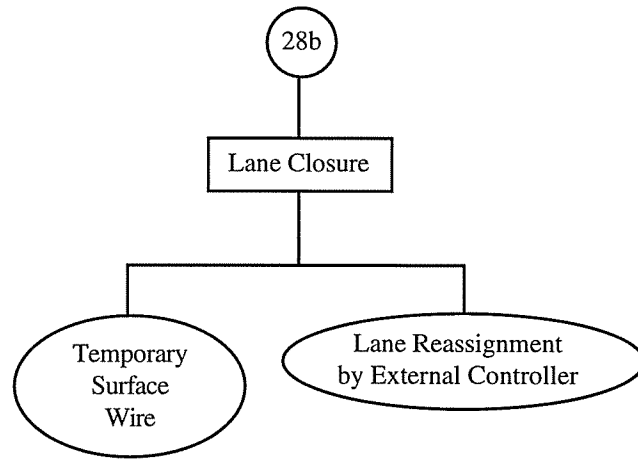 28b
Lane Closure
Temporary
Surface
Wire
Lane Reassignment
by External Controller